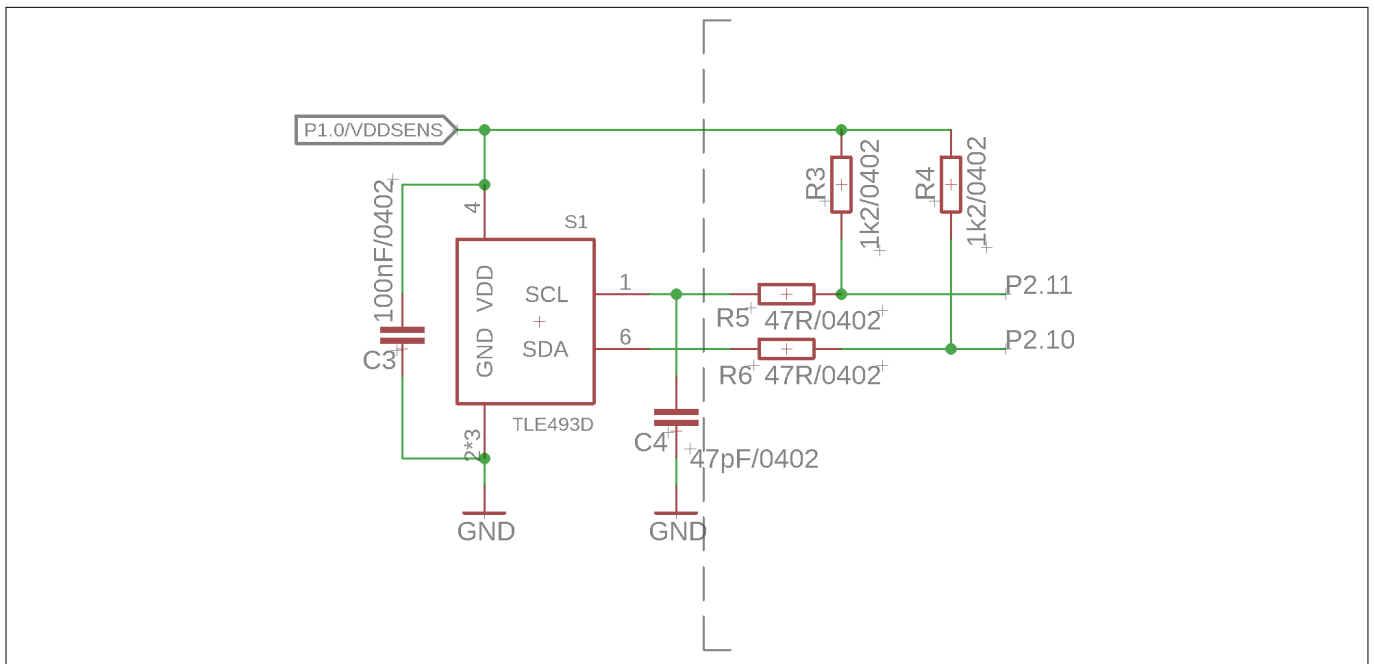 P1.0/VDDSENS
100nF/0402
C3
4
S1
VDD
GND
SCL
SDA
1
6
TLE493D
2*3
GND
R3
1k2/0402
R4
1k2/0402
P2.11
R5
47R/0402
P2.10
R6
47R/0402
C4
47pF/0402
GND